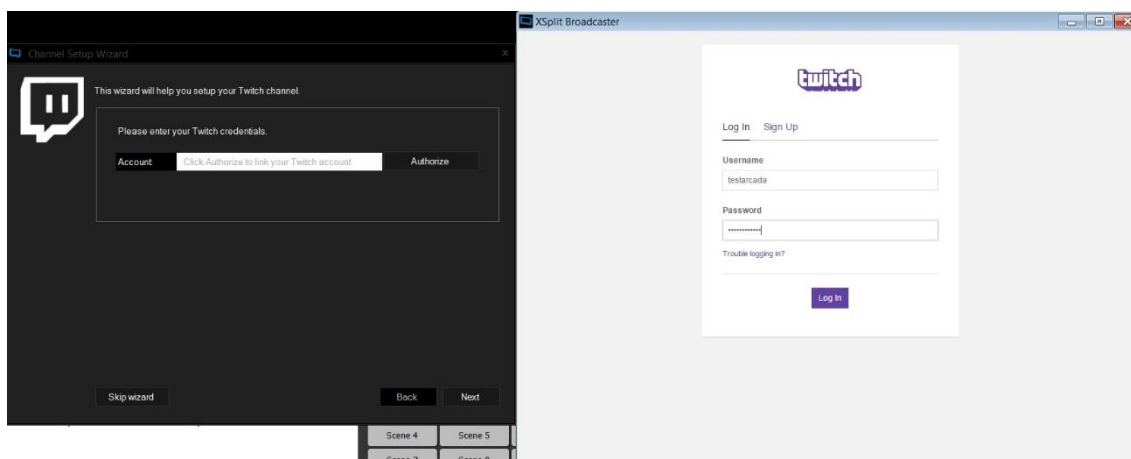 Channel Setup Wizard
x
This wizard will help you setup your Twitch channel.
Please enter your Twitch credentials.
Account
Click Authorize to link your Twitch account
Authorize
Skip wizard
Back
Next
Scene 4
Scene 5
XSplit Broadcaster
twitch
Log In
Sign Up
Username
testarcada
Password
Trouble logging in?
Log In